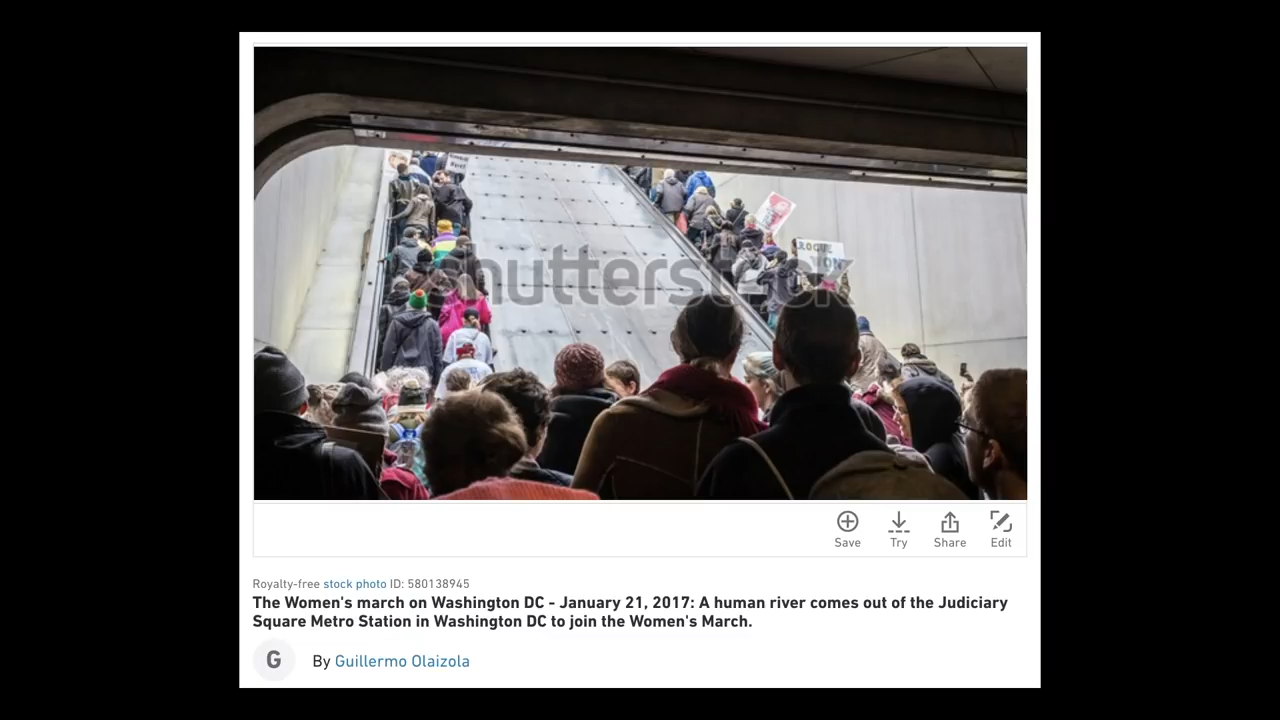 ROGUE
WON
shutterstock
Save
Try
Share
Edit
Royalty-free stock photo ID: 580138945
The Women's march on Washington DC - January 21, 2017: A human river comes out of the Judiciary
Square Metro Station in Washington DC to join the Women's March.
G
By Guillermo Olaizola